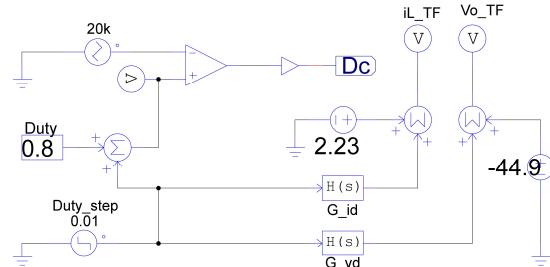 iL_TF
Vo_TF
20k
V
V
V
Dc
Duty
0.8
2.23
-44.9
H(s)
G_id
Duty_step
0.01
H(s)
G_vd